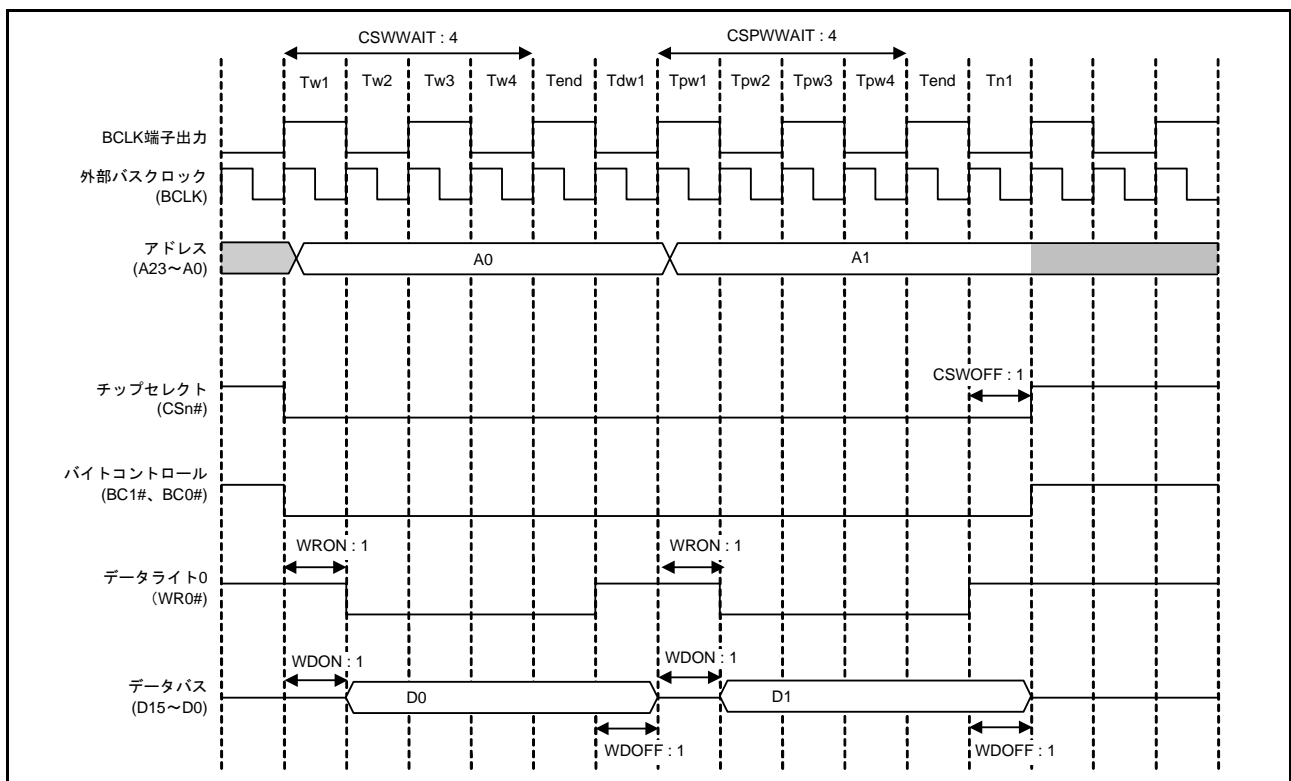 CSWWAIT : 4 CSPWWAIT : 4
Tw1 Tw2 Tw3 Tw4 Tend Tdw1 Tpw1 Tpw2 Tpw3 Tpw4 Tend Tn1
BCLK端子出力
外部バスクロック
(BCLK)
アドレス
(A23～A0)
A0 A1
チップセレクト
(CSn#)
CSWOFF : 1
バイトコントロール
(BC1#、BC0#)
WRON : 1 WRON : 1
データライト0
（WR0#)
WDON : 1 WDON : 1
データバス
(D15～D0)
D0 D1
WDOFF : 1 WDOFF : 1